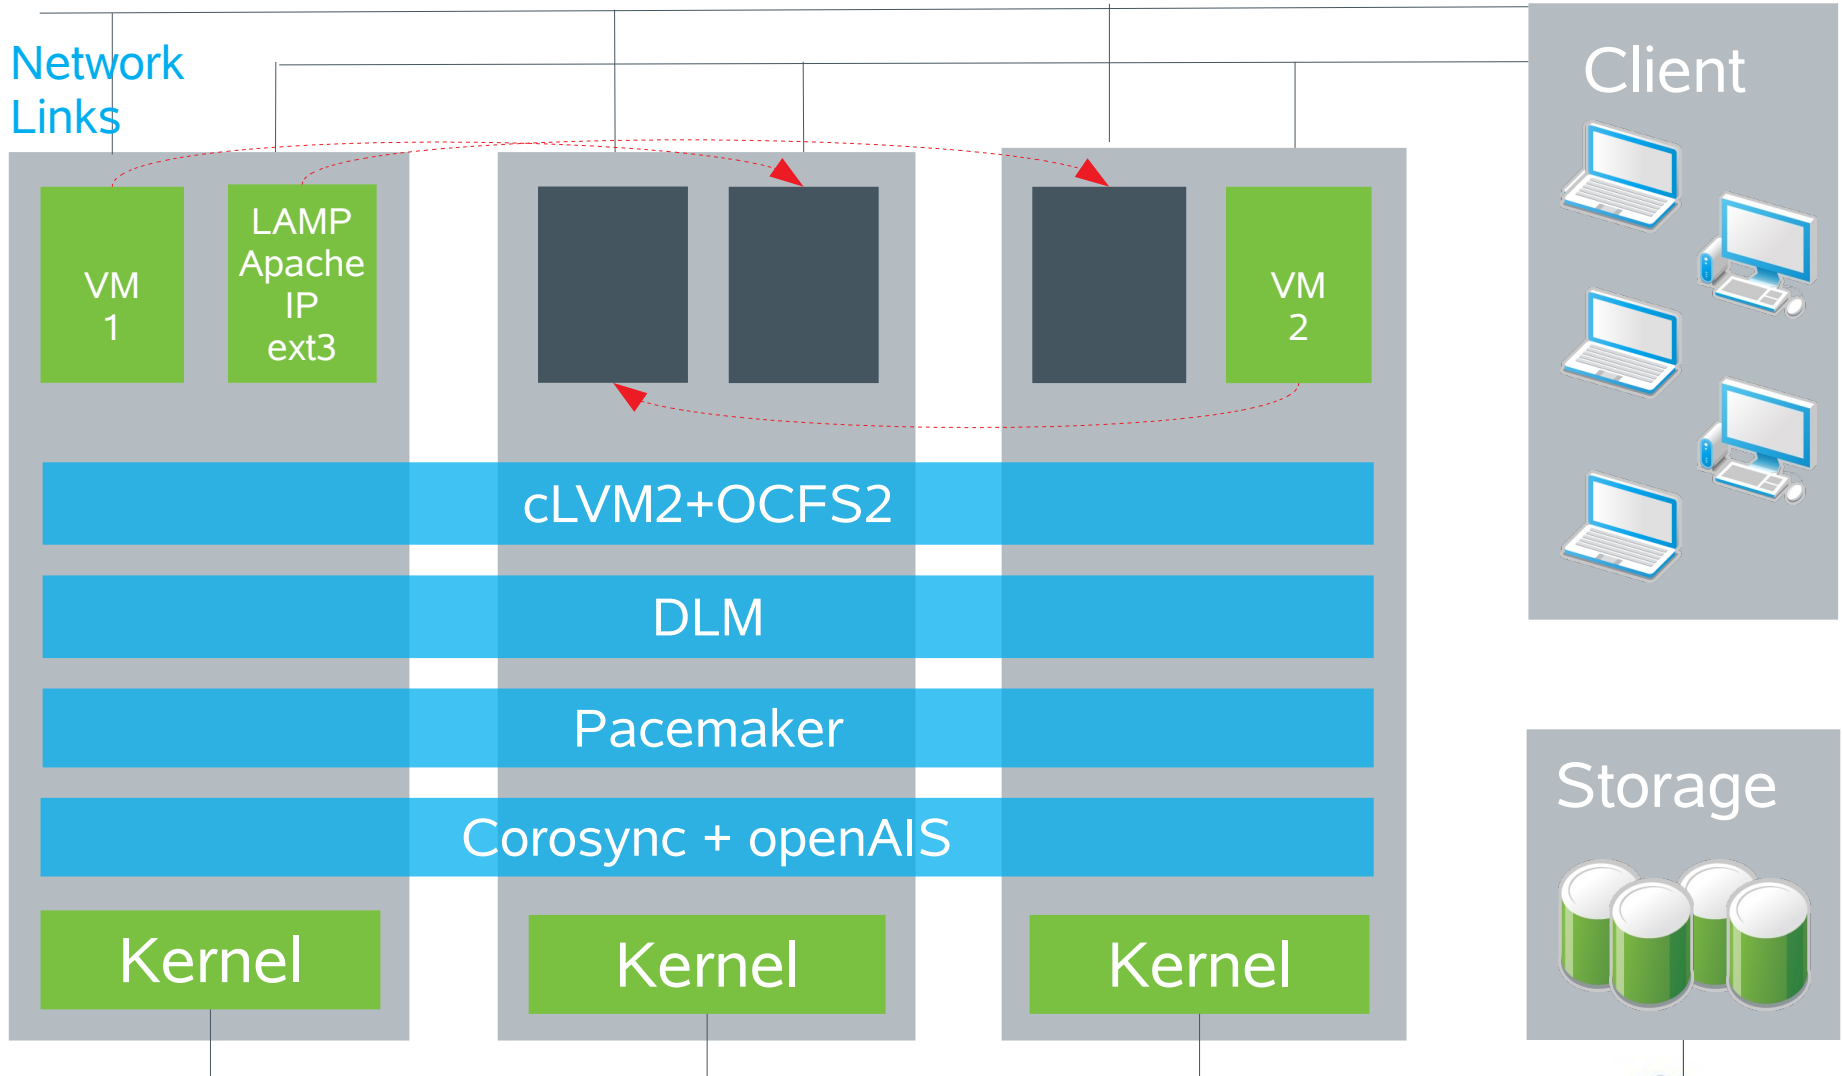 Network
Links
Client
VM
1
LAMP
Apache
IP
ext3
VM
2
cLVM2+OCFS2
DLM
Pacemaker
Corosync + openAIS
Storage
Kernel
Kernel
Kernel